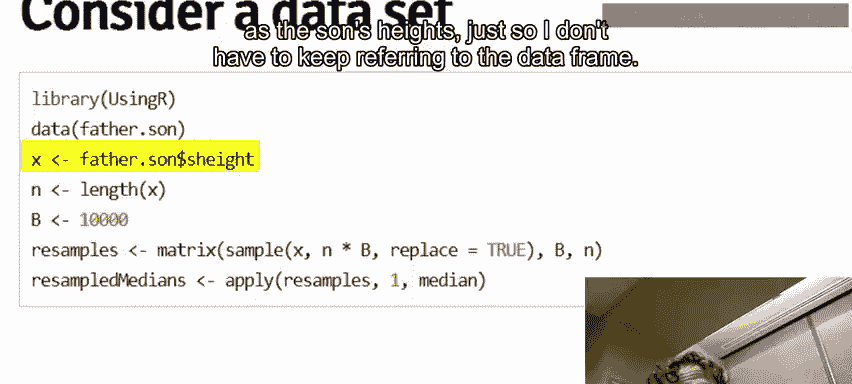 Consider a data set
as the son's heights, just so I don't
have to keep referring to the data frame.
library(UsingR)
data(father.son)
x <- father.son$sheight
n <- length(x)
B <- 10000
resamples <- matrix(sample(x, n * B, replace = TRUE), B, n)
resampledMedians <- apply(resamples, 1, median)